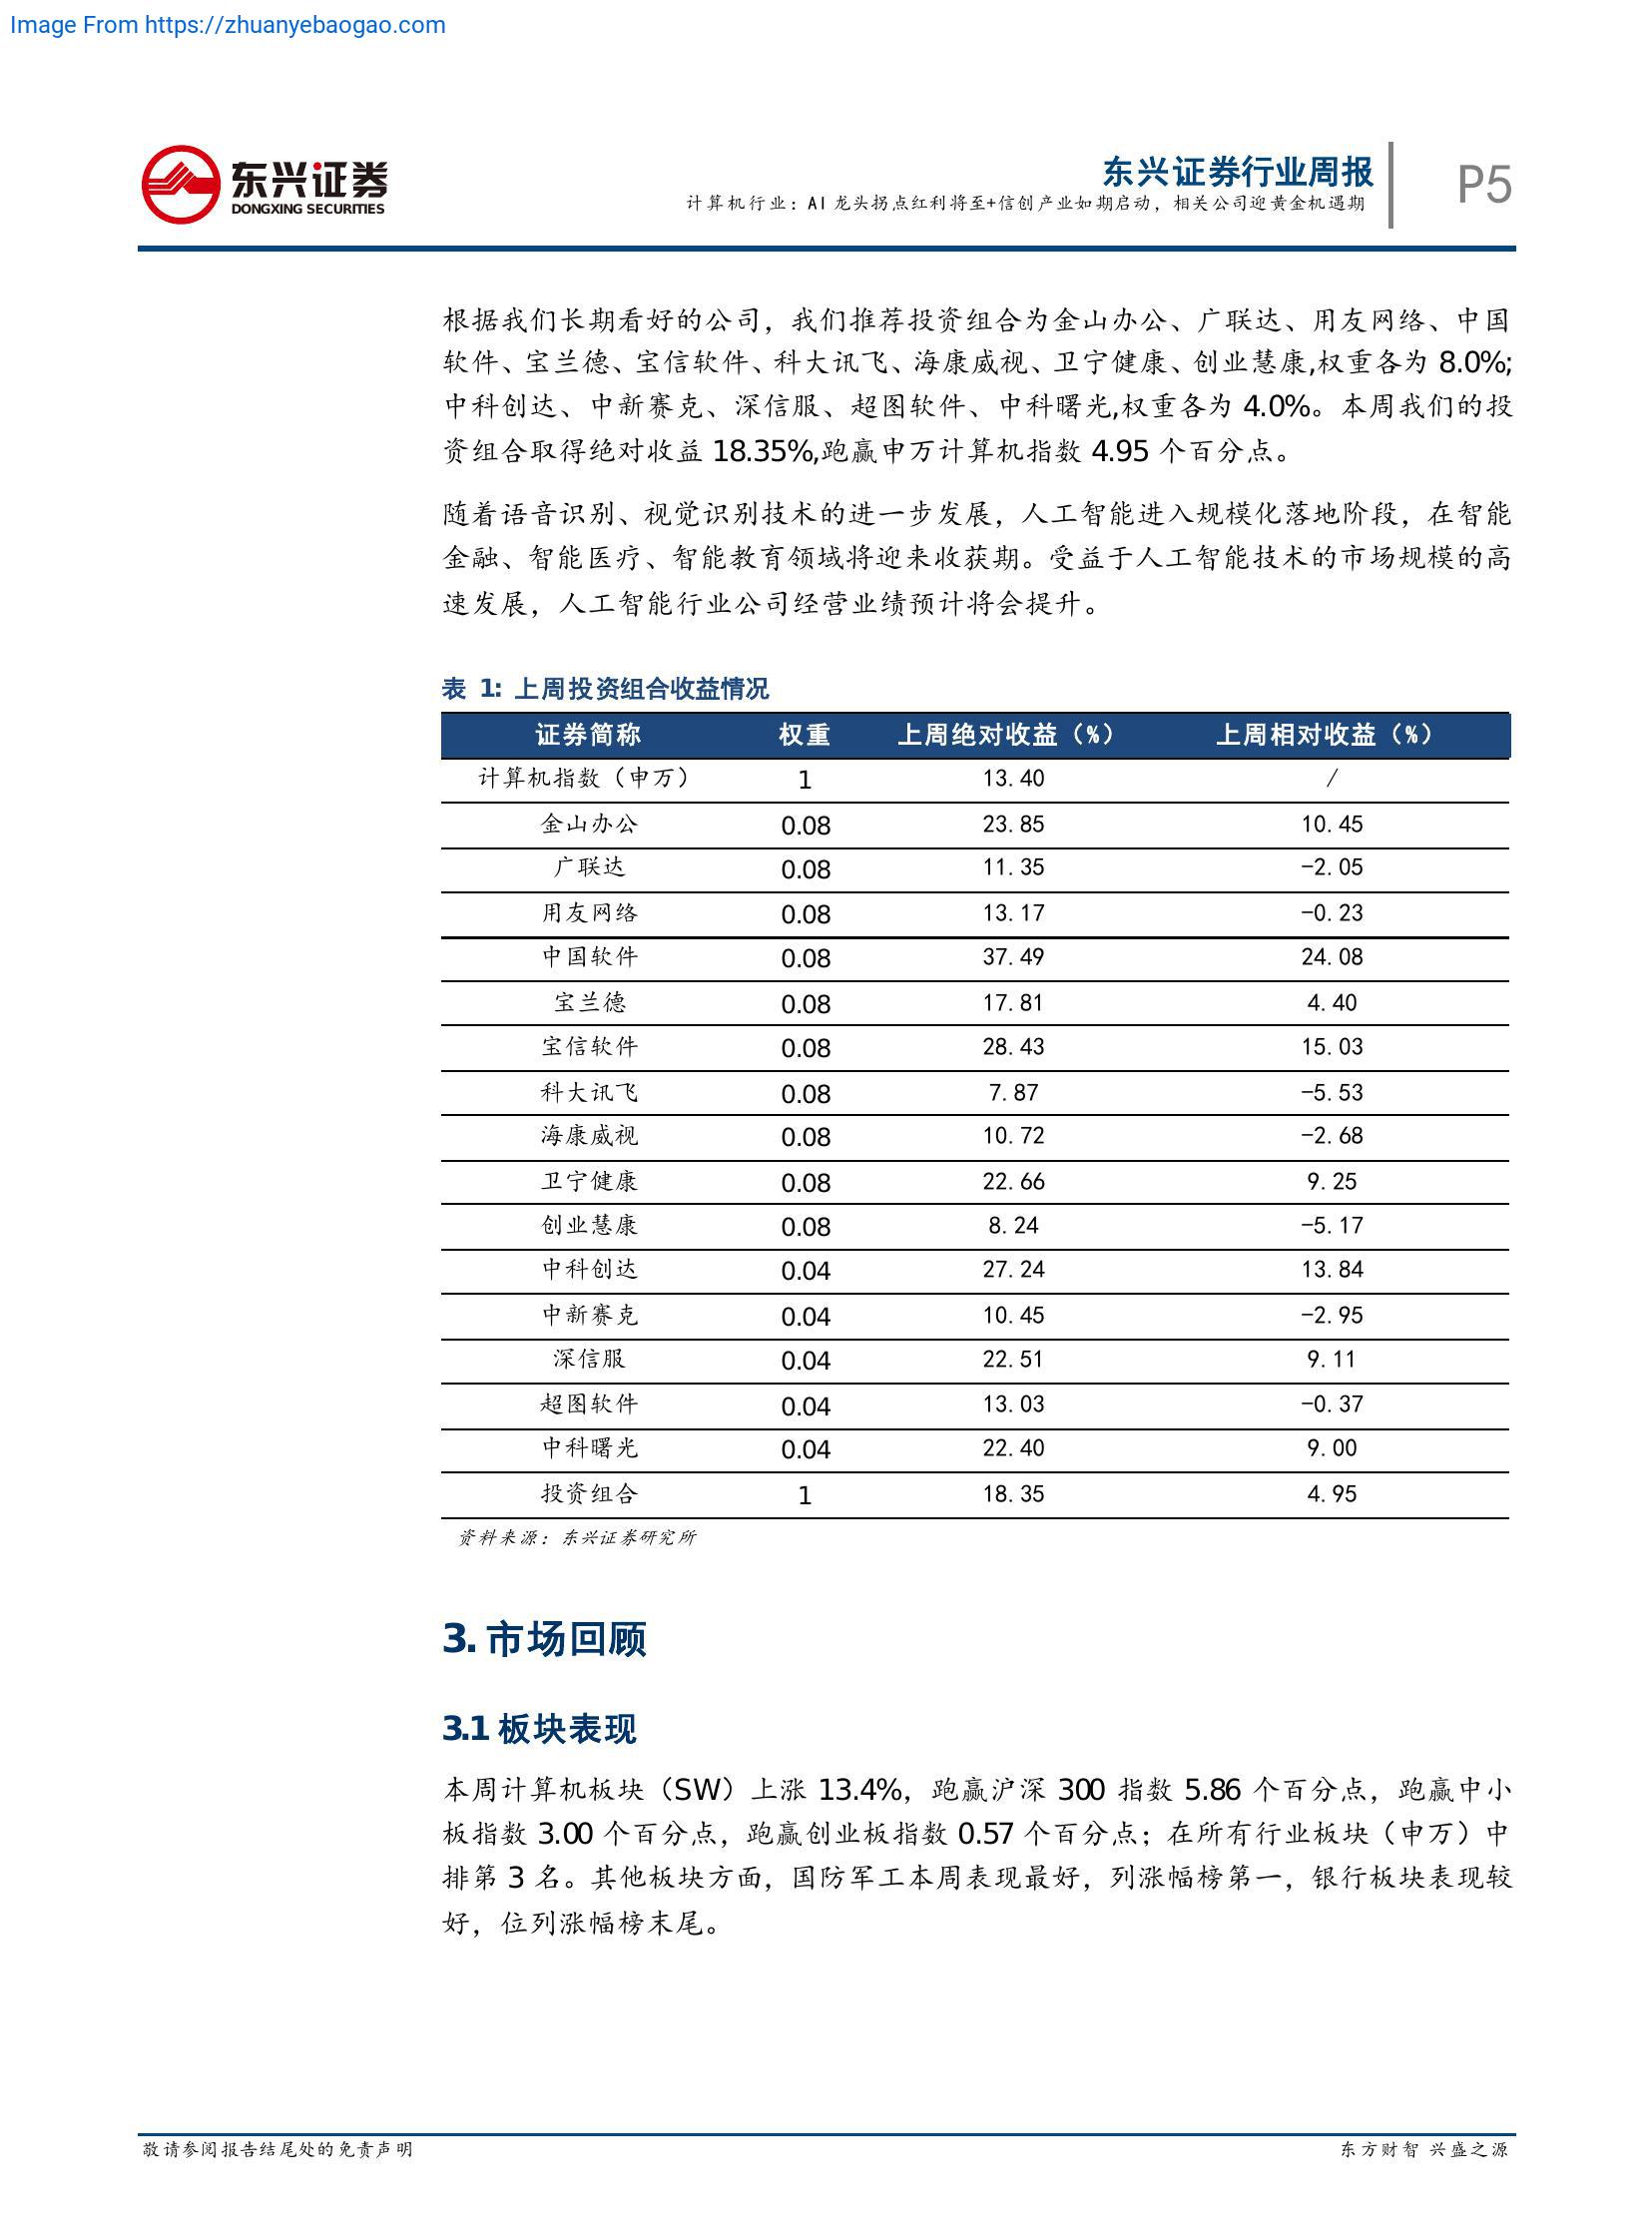 Image From https://zhuanyebaogao.com
东兴证券
DONGXING SECURITIES
东兴证券行业周报
计算机行业：AI 龙头拐点红利将至+信创产业如期启动，相关公司迎黄金机遇期
P5
根据我们长期看好的公司，我们推荐投资组合为金山办公、广联达、用友网络、中国
软件、宝兰德、宝信软件、科大讯飞、海康威视、卫宁健康、创业慧康,权重各为 8.0%;
中科创达、中新赛克、深信服、超图软件、中科曙光,权重各为 4.0%。本周我们的投
资组合取得绝对收益 18.35%,跑赢申万计算机指数 4.95 个百分点。
随着语音识别、视觉识别技术的进一步发展，人工智能进入规模化落地阶段，在智能
金融、智能医疗、智能教育领域将迎来收获期。受益于人工智能技术的市场规模的高
速发展，人工智能行业公司经营业绩预计将会提升。
表 1: 上周投资组合收益情况
证券简称 权重 上周绝对收益（%） 上周相对收益（%）
计算机指数（申万） 1 13.40 /
金山办公 0.08 23.85 10.45
广联达 0.08 11.35 -2.05
用友网络 0.08 13.17 -0.23
中国软件 0.08 37.49 24.08
宝兰德 0.08 17.81 4.40
宝信软件 0.08 28.43 15.03
科大讯飞 0.08 7.87 -5.53
海康威视 0.08 10.72 -2.68
卫宁健康 0.08 22.66 9.25
创业慧康 0.08 8.24 -5.17
中科创达 0.04 27.24 13.84
中新赛克 0.04 10.45 -2.95
深信服 0.04 22.51 9.11
超图软件 0.04 13.03 -0.37
中科曙光 0.04 22.40 9.00
投资组合 1 18.35 4.95
资料来源：东兴证券研究所
3. 市场回顾
3.1 板块表现
本周计算机板块（SW）上涨 13.4%，跑赢沪深 300 指数 5.86 个百分点，跑赢中小
板指数 3.00 个百分点，跑赢创业板指数 0.57 个百分点；在所有行业板块（申万）中
排第 3 名。其他板块方面，国防军工本周表现最好，列涨幅榜第一，银行板块表现较
好，位列涨幅榜末尾。
敬请参阅报告结尾处的免责声明
东方财智 兴盛之源